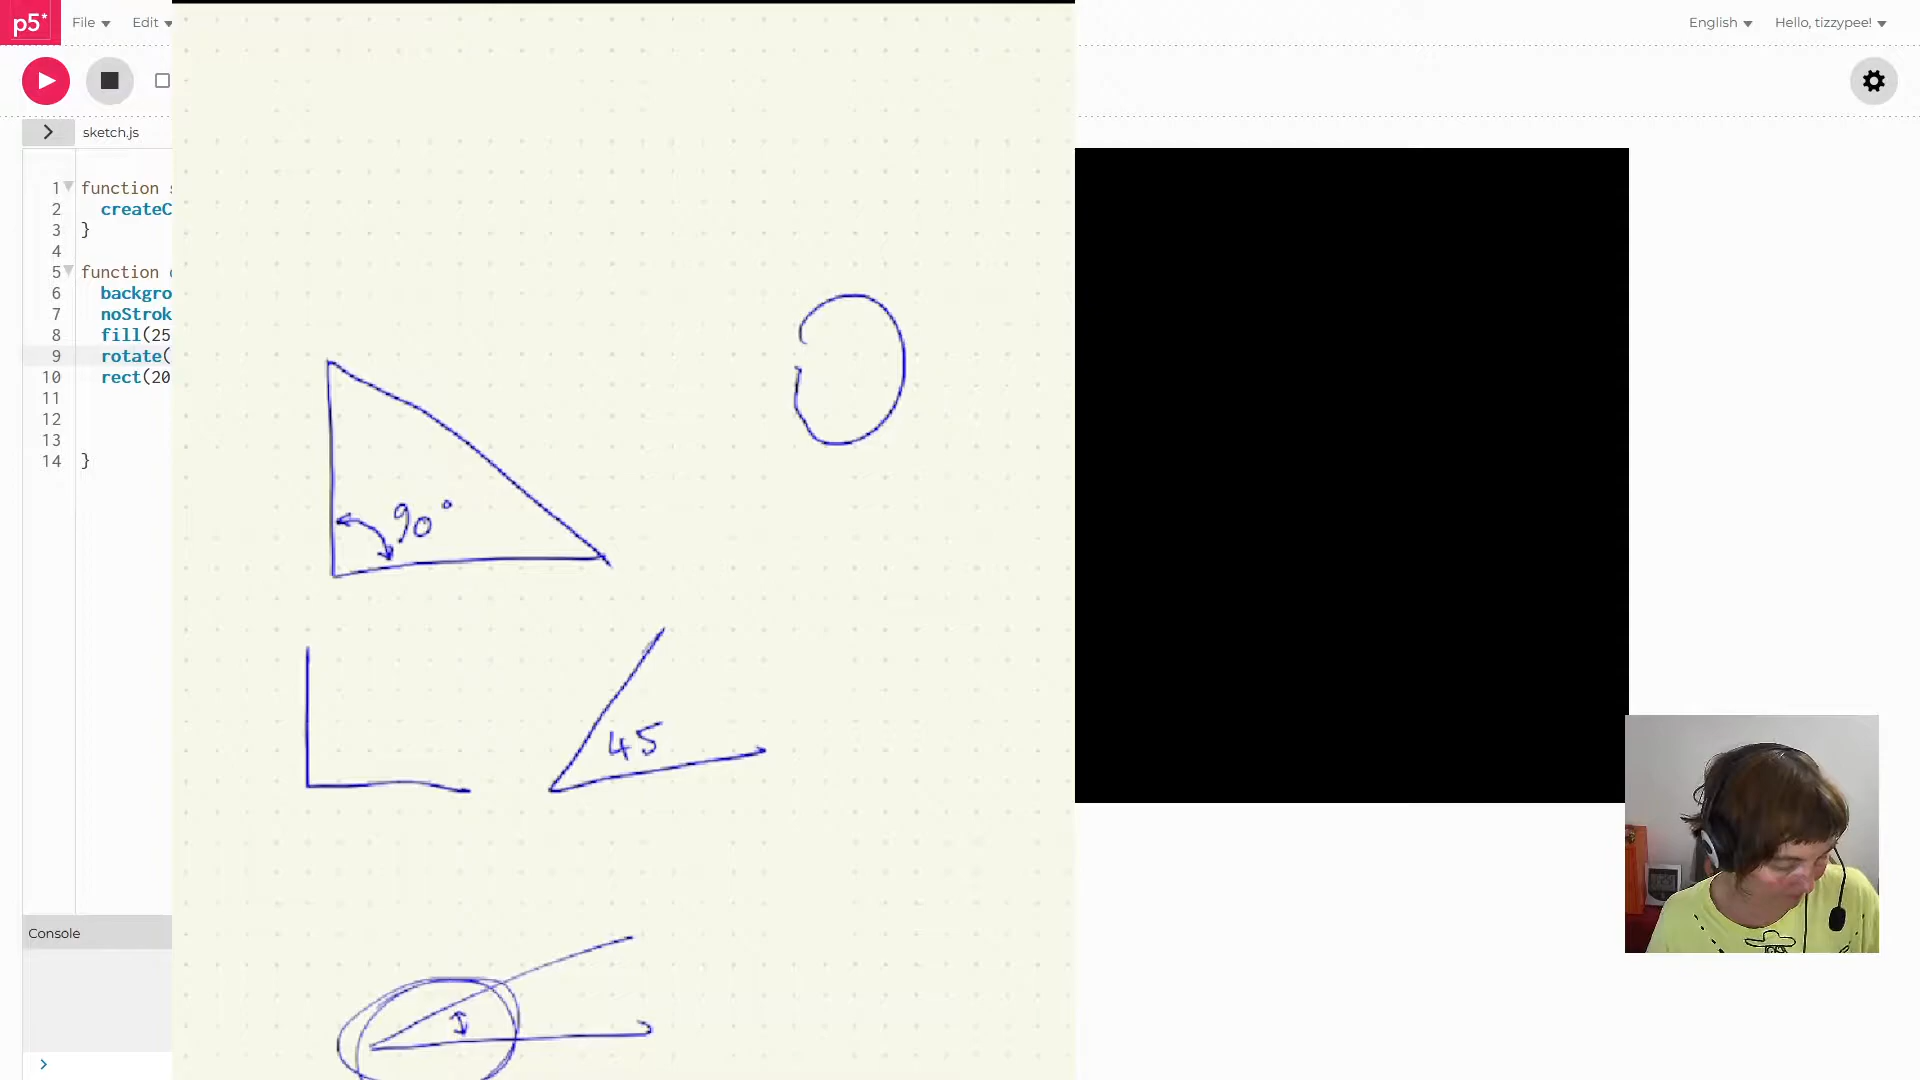 p5*
File
Edit
English
Hello, tizzypee!
sketch.js
1 function s
2 createC
3 }
4
5 function
6 backgro
7 noStrok
8 fill(25
9 rotate(
10 rect(20
11
12
13
14 }
90°
45
Console
>